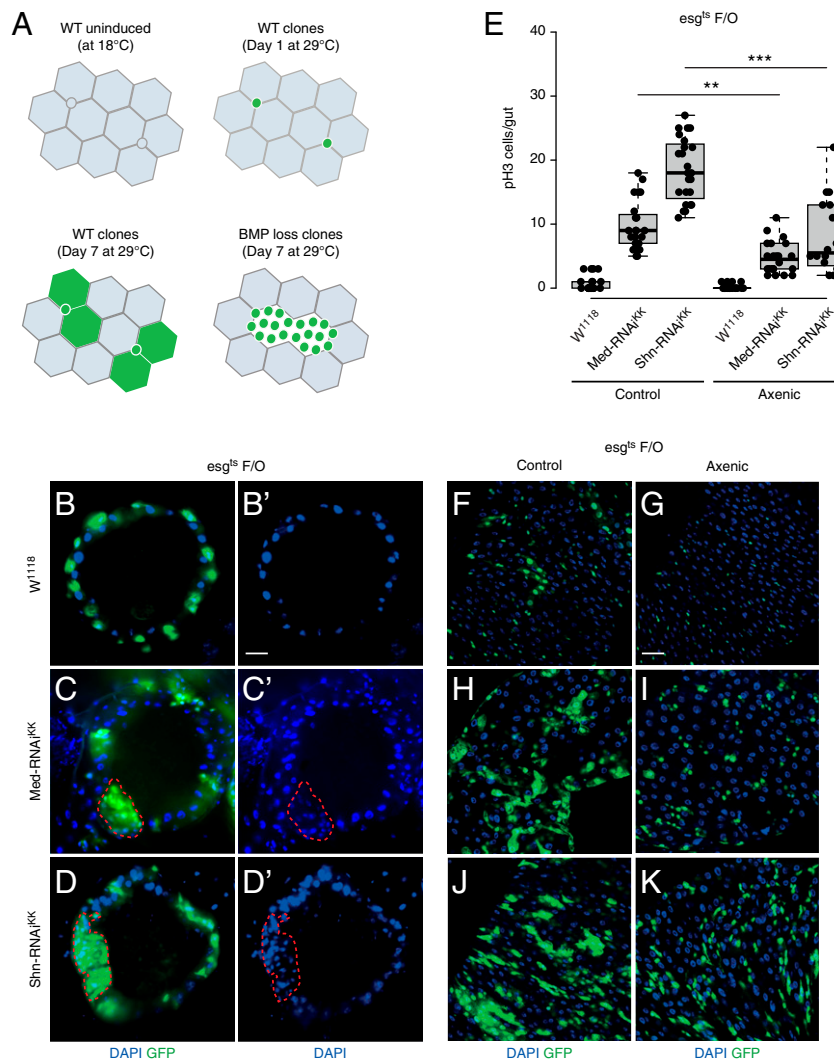 A
WT uninduced
(at 18°C)
WT clones
(Day 1 at 29°C)
WT clones
(Day 7 at 29°C)
BMP loss clones
(Day 7 at 29°C)
E
esgᵗˢ F/O
pH3 cells/gut
40
30
20
10
0
**
***
W¹¹¹⁸
Med-RNAiᴷᴷ
Shn-RNAiᴷᴷ
W¹¹¹⁸
Med-RNAiᴷᴷ
Shn-RNAiᴷᴷ
Control
Axenic
esgᵗˢ F/O
W¹¹¹⁸
B
B'
Med-RNAiᴷᴷ
C
C'
Shn-RNAiᴷᴷ
D
D'
DAPI GFP
DAPI
esgᵗˢ F/O
Control
Axenic
F
G
H
I
J
K
DAPI GFP